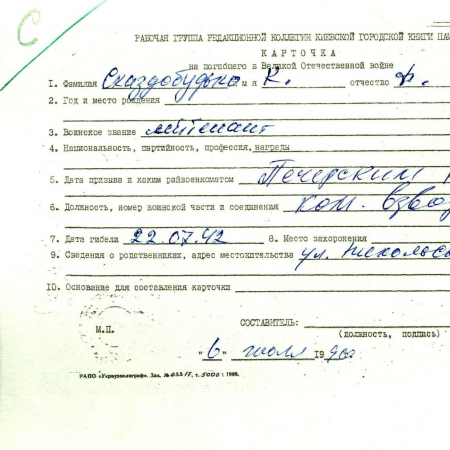 С
РАБОЧАЯ ГРУППА РЕДАКЦИОННОЙ КОЛЛЕГИИ КИЕВСКОЙ ГОРОДСКОЙ КНИГИ ПАМ
КАРТОЧКА
на погибшего в Великой Отечественной войне
1. Фамилия имя К. отчество Ф.
2. Год и место рождения
3. Воинское звание лейтенант
4. Национальность, партийность, профессия, награды
5. Дата призыва и каким райвоенкоматом Печерским
6. Должность, номер воинской части и соединения ком. взво
7. Дата гибели 22.07.42 8. Место захоронения
9. Сведения о родственниках, адрес местожительства ул.
10. Основание для составления карточки
СОСТАВИТЕЛЬ:
М.П. (должность, подпись)
"6" июля 1990г
РАПО «Укрвузполиграф». Зак. № 03317, т. 5000. 1990.